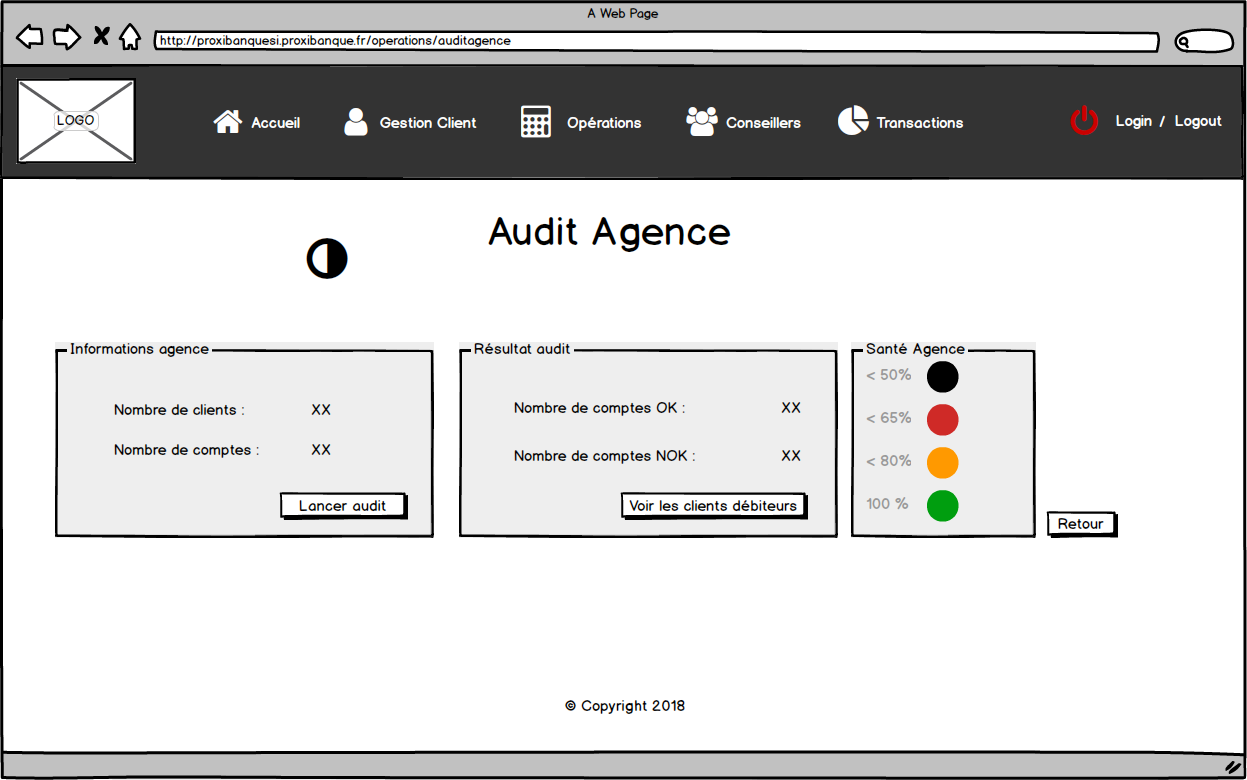 A Web Page
http://proxibanquesi.proxibanque.fr/operations/auditagence
LOGO
Accueil
Gestion Client
Opérations
Conseillers
Transactions
Login / Logout
Audit Agence
Informations agence
Nombre de clients : XX
Nombre de comptes : XX
Lancer audit
Résultat audit
Nombre de comptes OK : XX
Nombre de comptes NOK : XX
Voir les clients débiteurs
Santé Agence
< 50%
< 65%
< 80%
100 %
Retour
© Copyright 2018